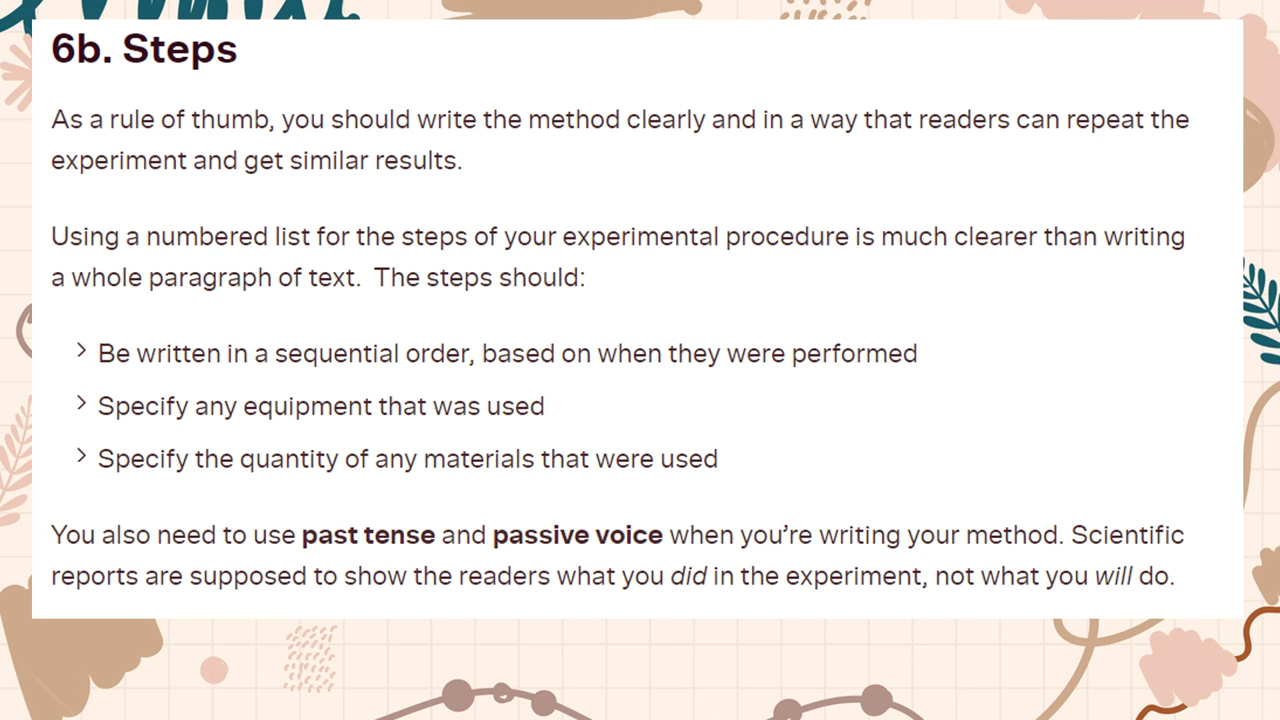 6b. Steps
As a rule of thumb, you should write the method clearly and in a way that readers can repeat the
experiment and get similar results.
Using a numbered list for the steps of your experimental procedure is much clearer than writing
a whole paragraph of text.  The steps should:
Be written in a sequential order, based on when they were performed
Specify any equipment that was used
Specify the quantity of any materials that were used
You also need to use past tense and passive voice when you’re writing your method. Scientific
reports are supposed to show the readers what you did in the experiment, not what you will do.